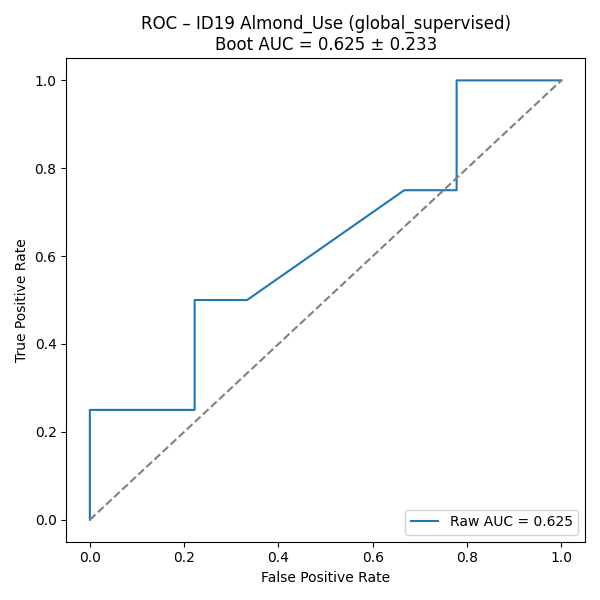 ROC – ID19 Almond_Use (global_supervised)
Boot AUC = 0.625 ± 0.233
True Positive Rate
1.0
0.8
0.6
0.4
0.2
0.0
Raw AUC = 0.625
0.0 0.2 0.4 0.6 0.8 1.0
False Positive Rate